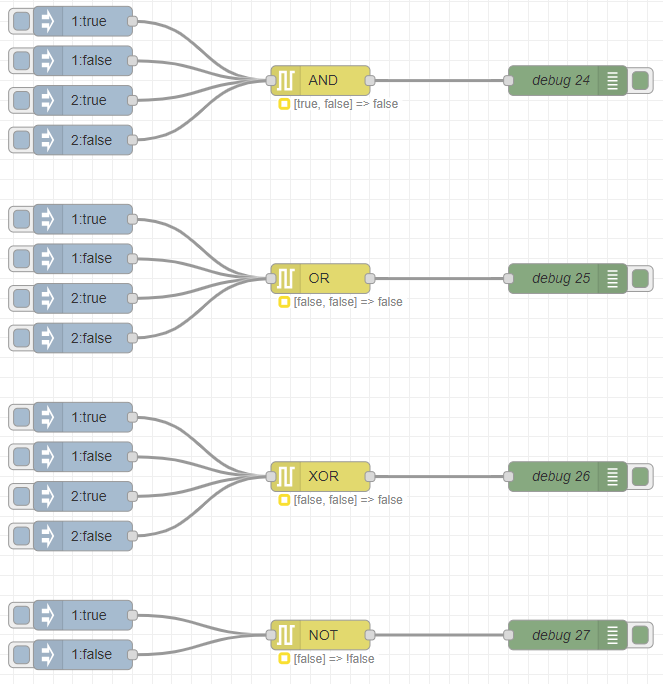 1:true
1:false
2:true
2:false
AND
[true, false] => false
debug 24
1:true
1:false
2:true
2:false
OR
[false, false] => false
debug 25
1:true
1:false
2:true
2:false
XOR
[false, false] => false
debug 26
1:true
1:false
NOT
[false] => !false
debug 27